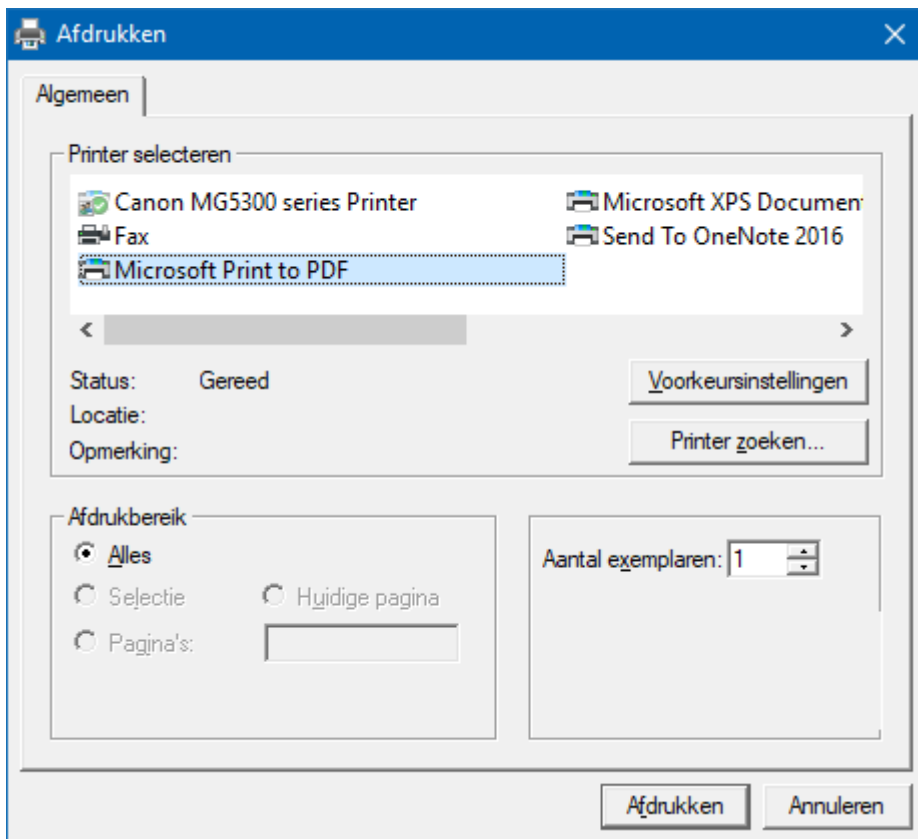 Afdrukken
Algemeen
Printer selecteren
Canon MG5300 series Printer
Fax
Microsoft Print to PDF
Microsoft XPS Documen
Send To OneNote 2016
Status: Gereed
Locatie:
Opmerking:
Voorkeursinstellingen
Printer zoeken...
Afdrukbereik
Alles
Selectie
Huidige pagina
Pagina's:
Aantal exemplaren: 1
Afdrukken
Annuleren